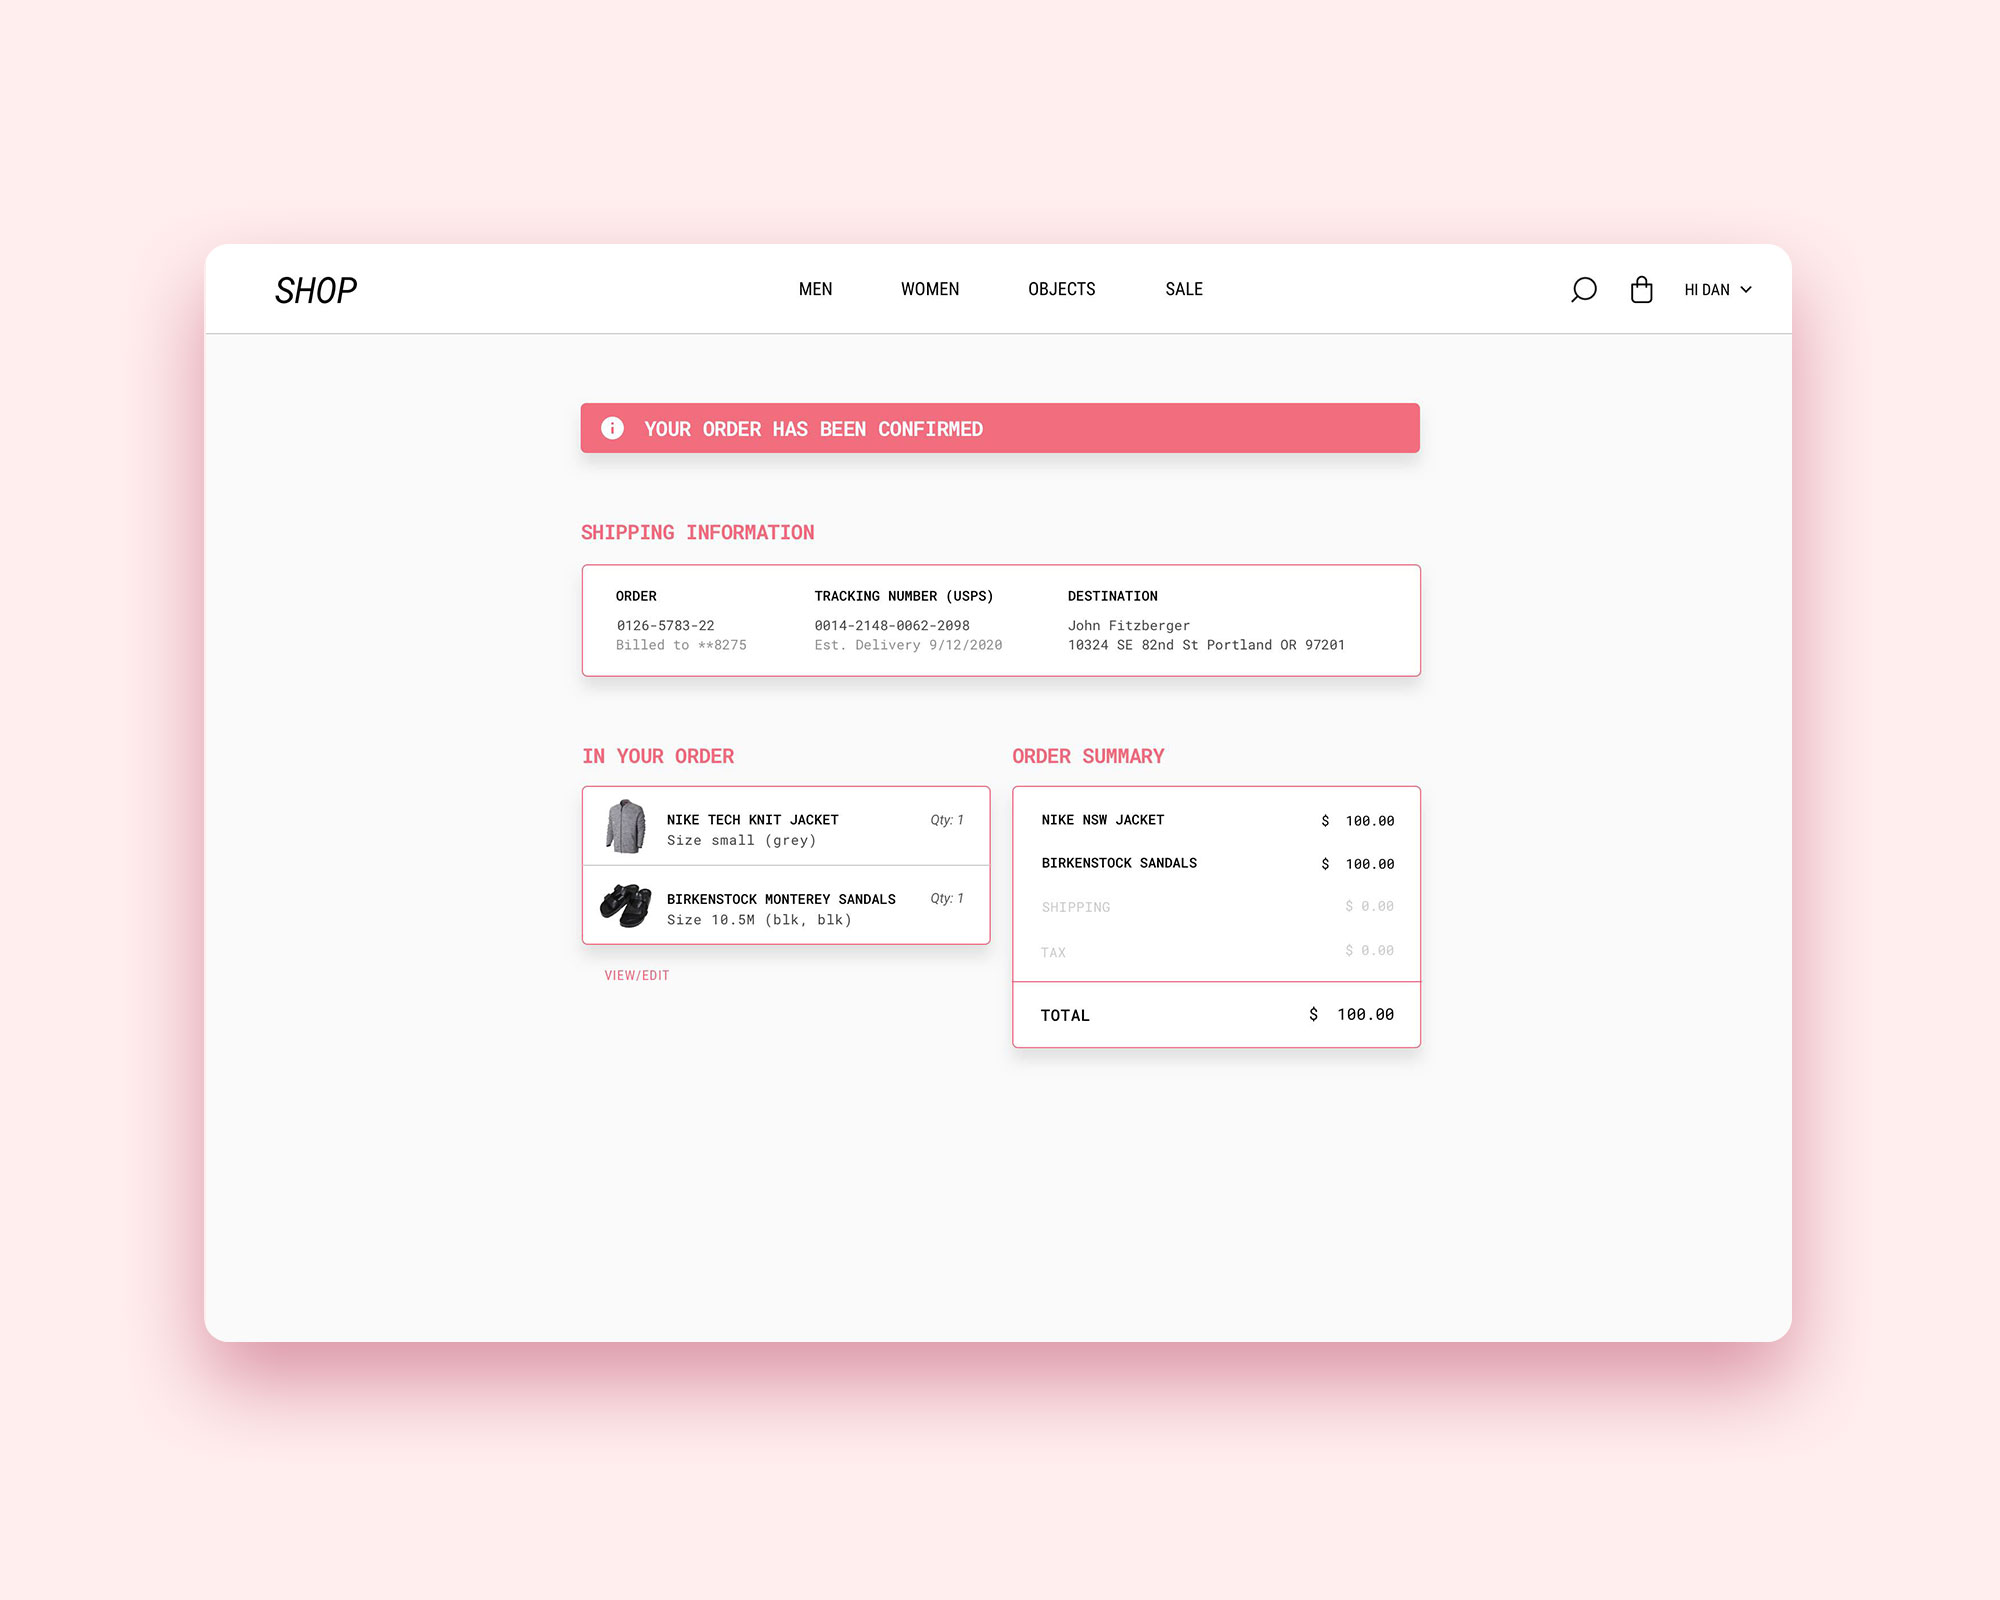 SHOP
MEN WOMEN OBJECTS SALE
HI DAN
YOUR ORDER HAS BEEN CONFIRMED
SHIPPING INFORMATION
ORDER
0126-5783-22
Billed to **8275
TRACKING NUMBER (USPS)
0014-2148-0062-2098
Est. Delivery 9/12/2020
DESTINATION
John Fitzberger
10324 SE 82nd St Portland OR 97201
IN YOUR ORDER
NIKE TECH KNIT JACKET Qty: 1
Size small (grey)
BIRKENSTOCK MONTEREY SANDALS Qty: 1
Size 10.5M (blk, blk)
VIEW/EDIT
ORDER SUMMARY
NIKE NSW JACKET $ 100.00
BIRKENSTOCK SANDALS $ 100.00
SHIPPING $ 0.00
TAX $ 0.00
TOTAL $ 100.00